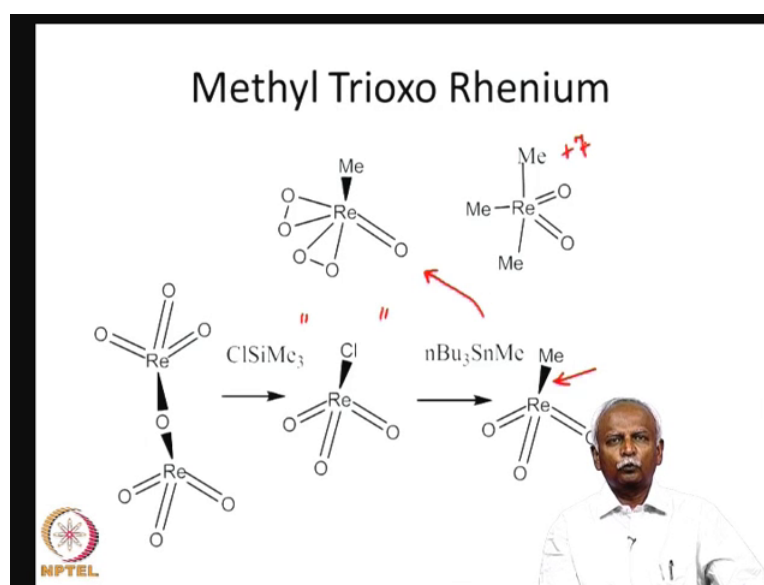 Methyl Trioxo Rhenium
Me
O
Re
O
O
O
O
Me +7
Me Re O
O
Me
O
O O
Re
O
Re
O O
O
ClSiMe3
"
"
Cl
Re
O O
O
nBu3SnMe
Me
Re
O
O
NPTEL